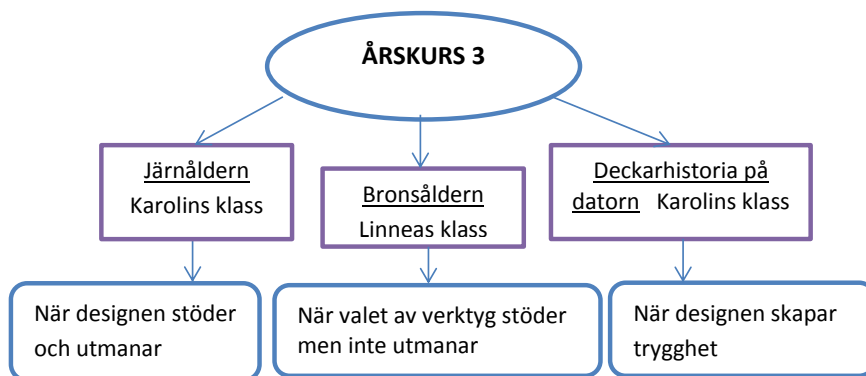 ÅRSKURS 3
Järnåldern
Karolins klass
Bronsåldern
Linneas klass
Deckarhistoria på
datorn Karolins klass
När designen stöder
och utmanar
När valet av verktyg stöder
men inte utmanar
När designen skapar
trygghet